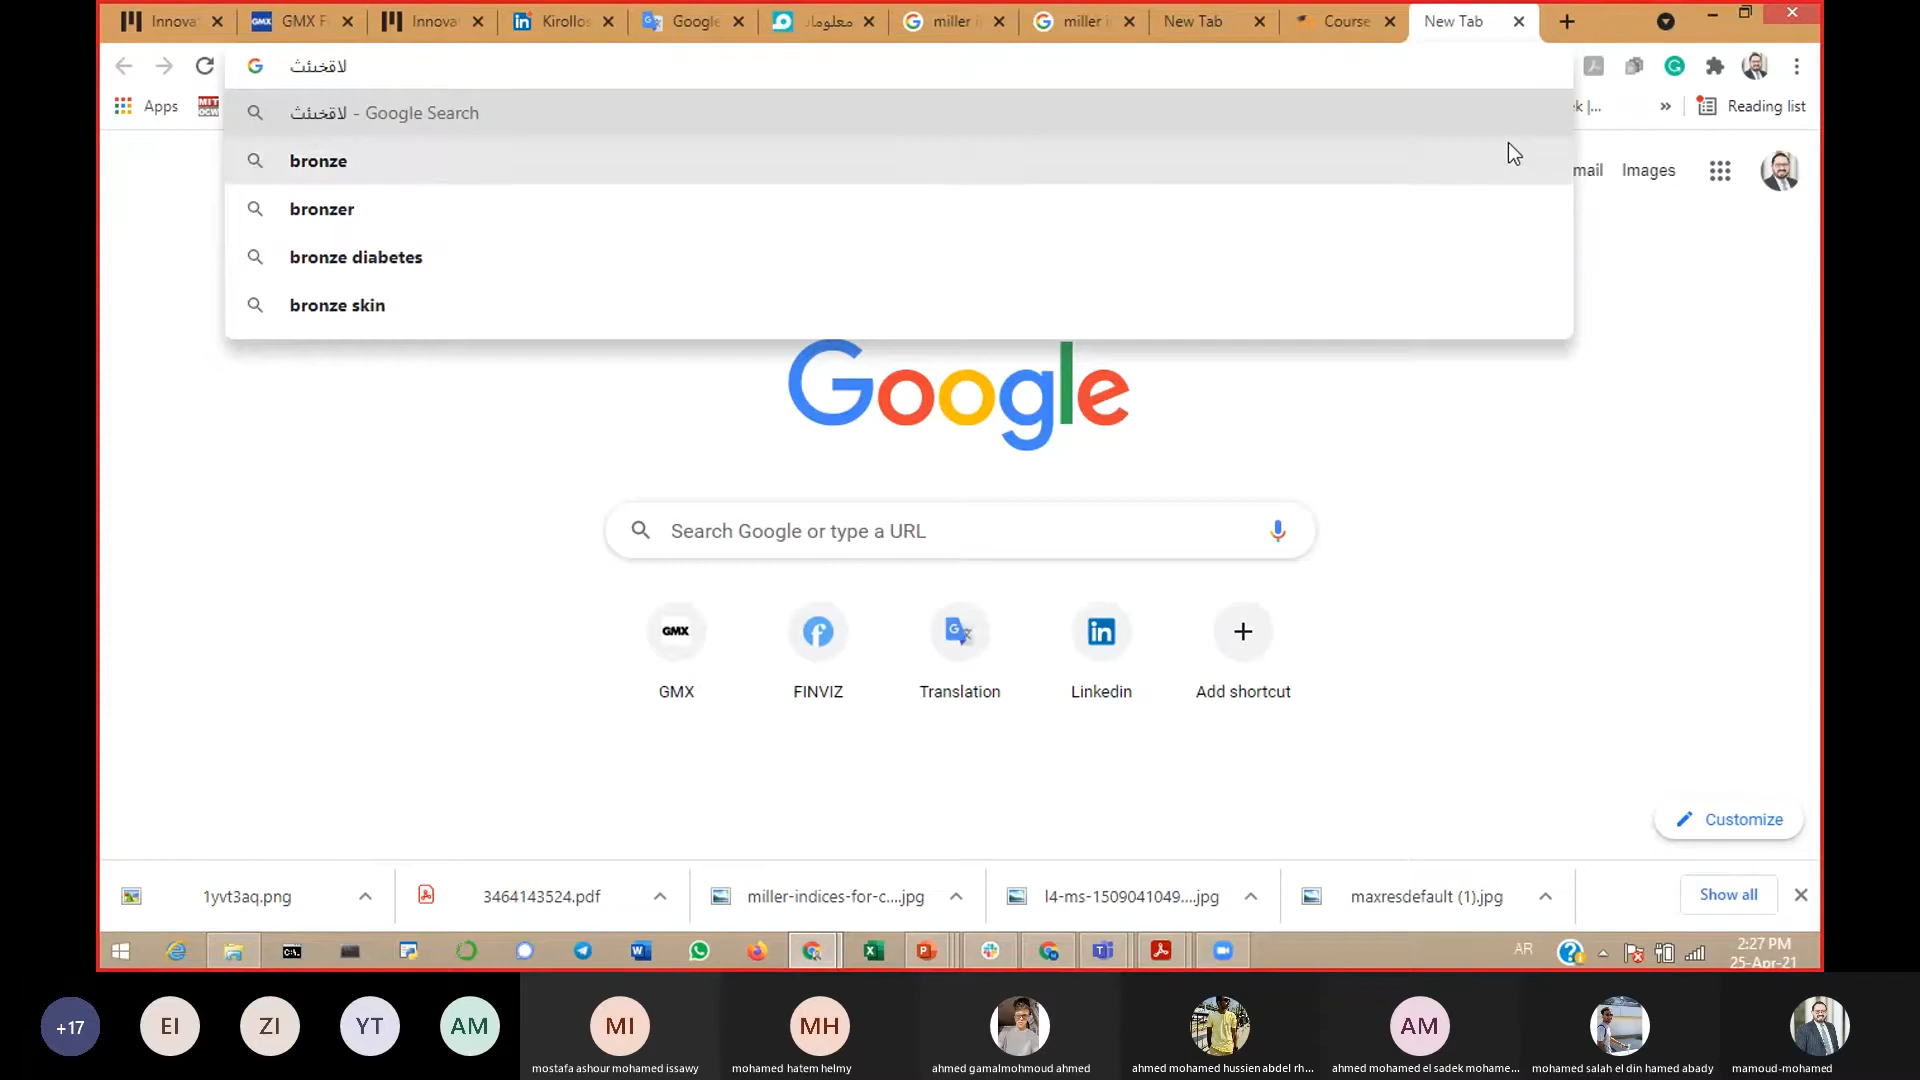 Innova
GMX F
Innova
Kirollos
Google
معلومات
miller i
miller i
New Tab
Course
New Tab
لاقخىئث
Apps
MIT
OCW
k |...
Reading list
لاقخىئث - Google Search
bronze
bronzer
bronze diabetes
bronze skin
mail
Images
Google
Search Google or type a URL
GMX
GMX
FINVIZ
Translation
Linkedin
Add shortcut
Customize
1yvt3aq.png
3464143524.pdf
miller-indices-for-c....jpg
l4-ms-1509041049....jpg
maxresdefault (1).jpg
Show all
AR
2:27 PM
25-Apr-21
+17
EI
ZI
YT
AM
MI
MH
AM
mostafa ashour mohamed issawy
mohamed hatem helmy
ahmed gamalmohmoud ahmed
ahmed mohamed hussien abdel rh...
ahmed mohamed el sadek mohame...
mohamed salah el din hamed abady
mamoud-mohamed